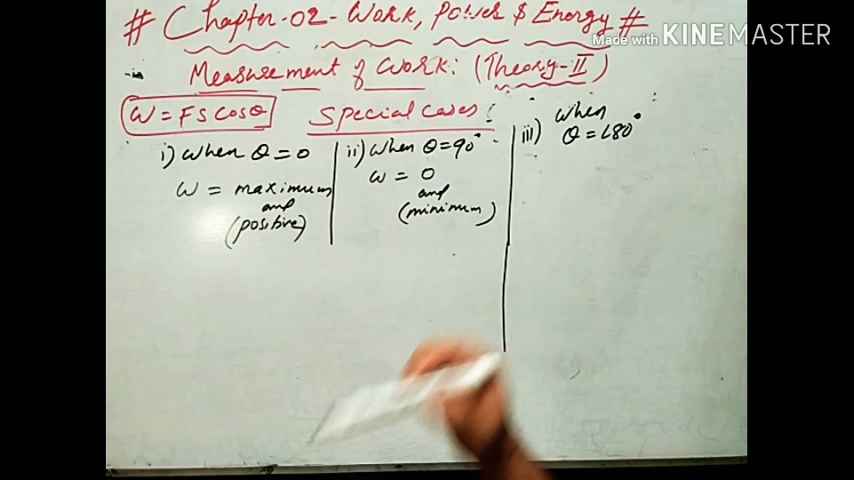 # Chapter-02-Work, Power & Energy #
Made with KINEMASTER
Measurement of Work: (Theory-II)
W = FS Cosθ
Special cases:
i) When θ = 0
W = maximum
and
(positive)
ii) When θ = 90°
W = 0
and
(minimum)
iii) When
θ = 180°